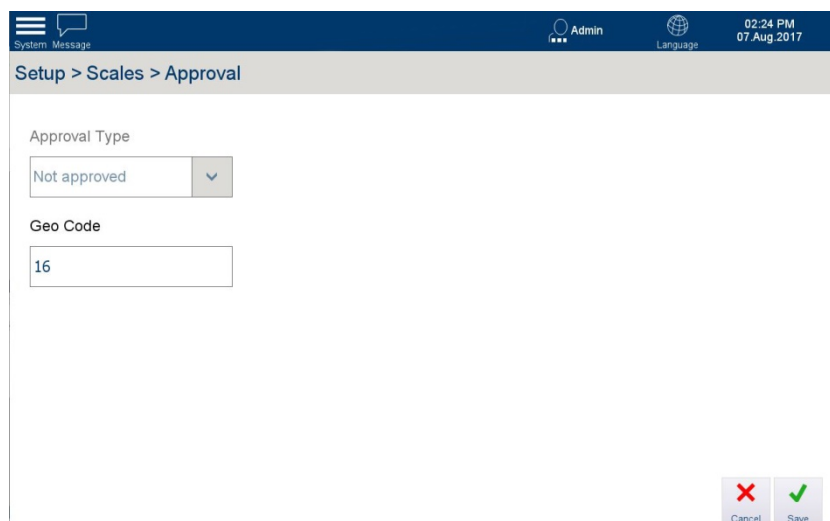 System Message
Admin
Language
02:24 PM
07.Aug.2017
Setup > Scales > Approval
Approval Type
Not approved
Geo Code
16
Cancel Save